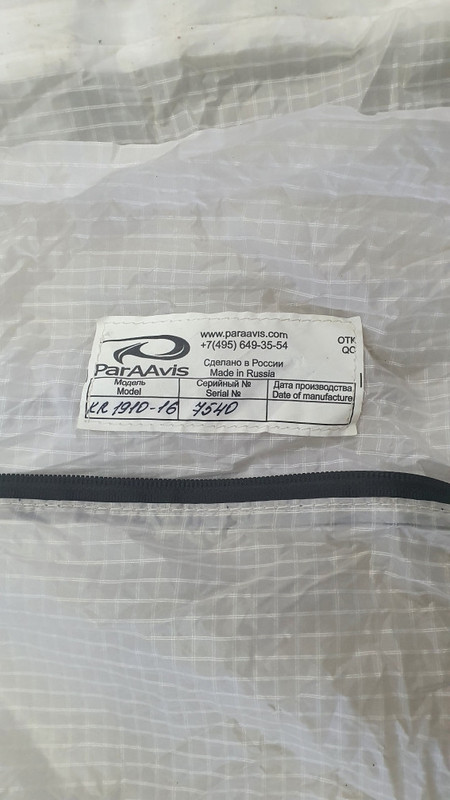 www.paraavis.com
+7(495) 649-35-54
ОТК
QC
ParAAvis
Сделано в России
Made in Russia
Модель
Model
Серийный №
Serial №
Дата производства
Date of manufacture
KR 1910-16
7540